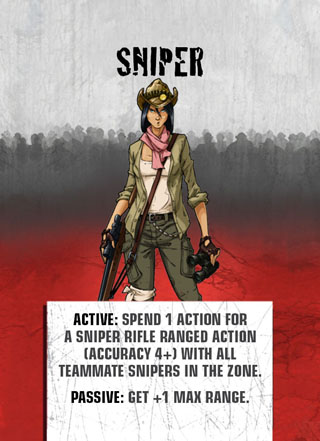 SNIPER
ACTIVE: SPEND 1 ACTION FOR
A SNIPER RIFLE RANGED ACTION
(ACCURACY 4+) WITH ALL
TEAMMATE SNIPERS IN THE ZONE.
PASSIVE: GET +1 MAX RANGE.